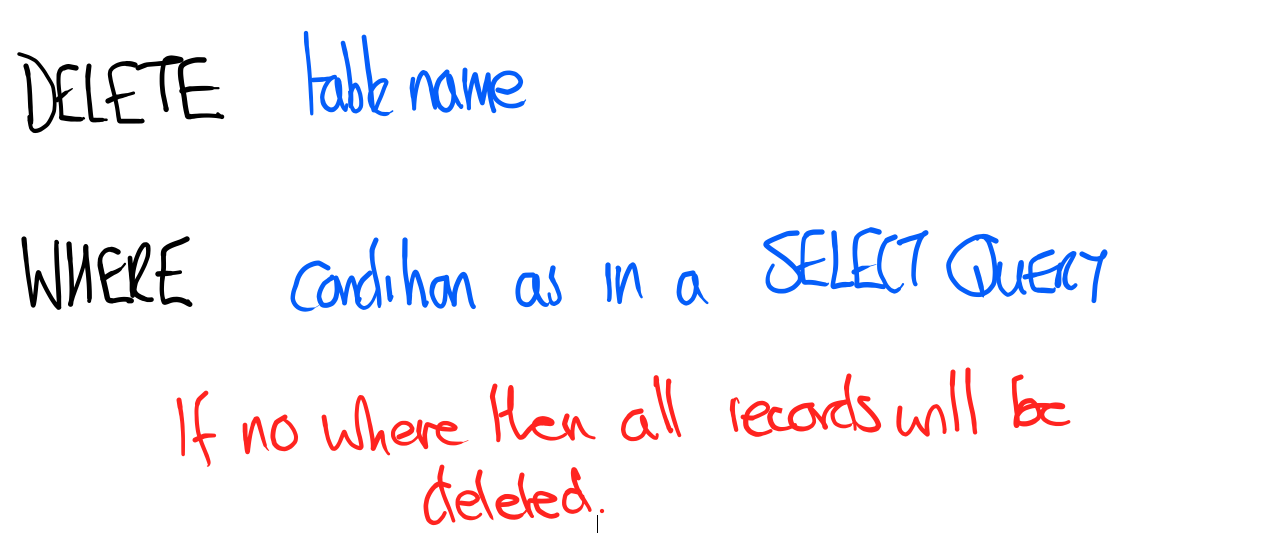 DELETE table name
WHERE condition as in a SELECT QUERY
If no where then all records will be
deleted.